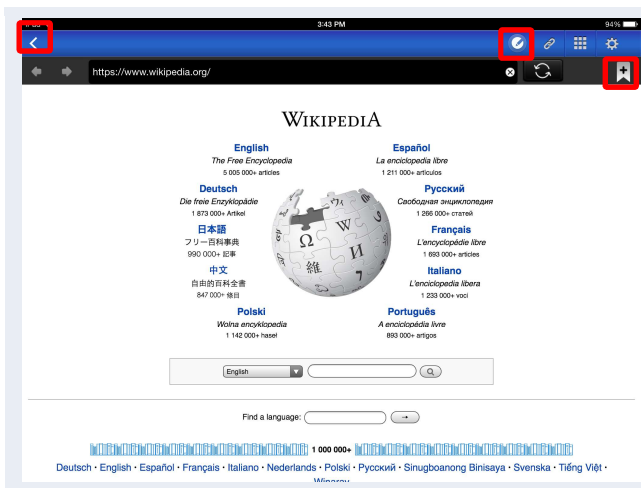 3:43 PM
94%
https://www.wikipedia.org/
WIKIPEDIA
English
The Free Encyclopedia
5 005 000+ articles
Español
La enciclopedia libre
1 211 000+ artículos
Deutsch
Die freie Enzyklopädie
1 873 000+ Artikel
Русский
Свободная энциклопедия
1 266 000+ статей
日本語
フリー百科事典
990 000+ 記事
Français
L'encyclopédie libre
1 693 000+ articles
中文
自由的百科全書
847 000+ 條目
Italiano
L'enciclopedia libera
1 233 000+ voci
Polski
Wolna encyklopedia
1 142 000+ haseł
Português
A enciclopédia livre
893 000+ artigos
Ω
W
И
維
English
Find a language:
1 000 000+
Deutsch · English · Español · Français · Italiano · Nederlands · Polski · Русский · Sinugboanong Binisaya · Svenska · Tiếng Việt ·